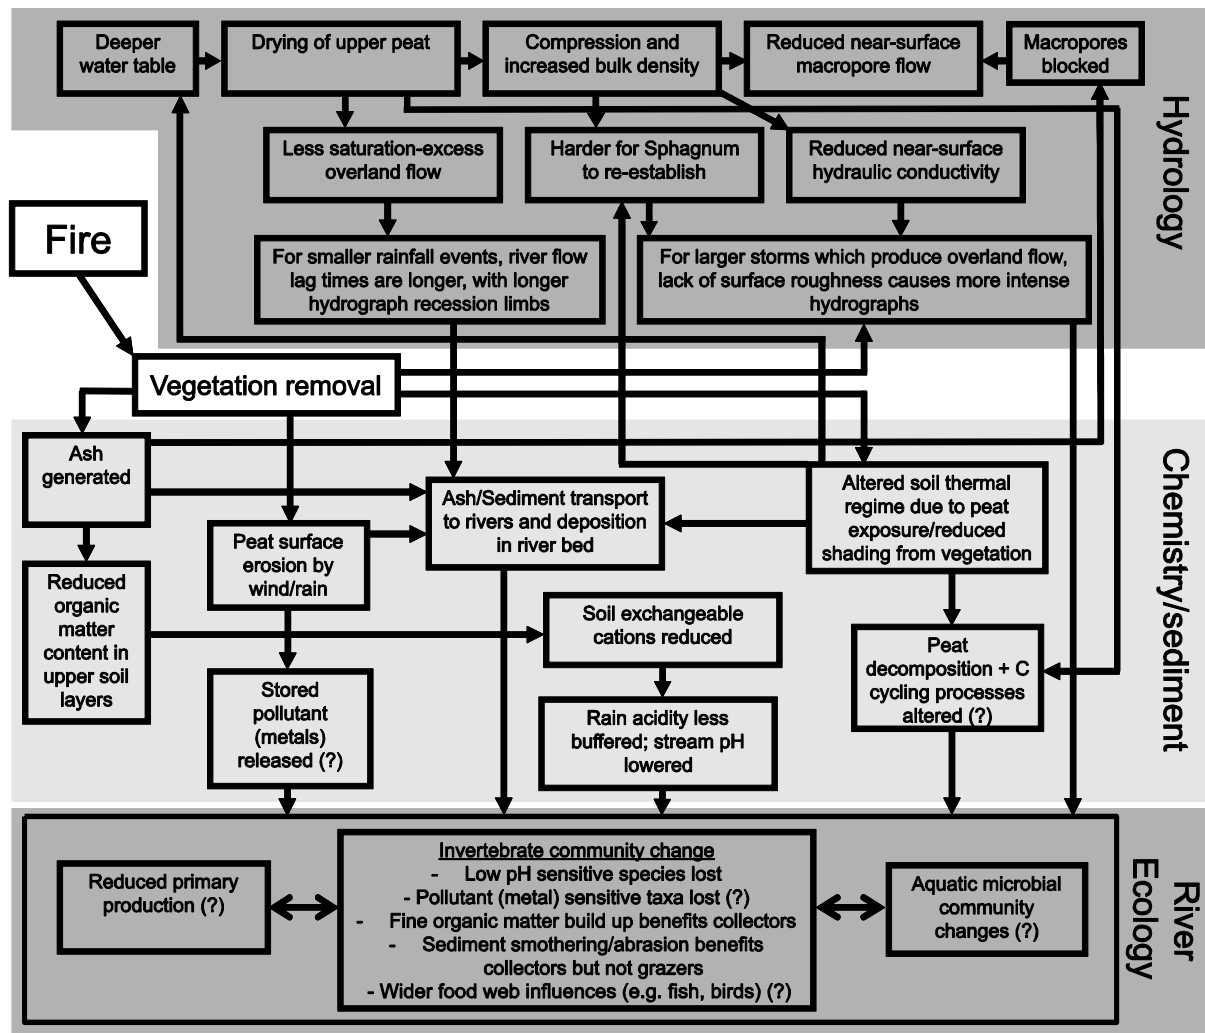 Deeper
water table
Drying of upper peat
Compression and
increased bulk density
Reduced near-surface
macropore flow
Macropores
blocked
Hydrology
Less saturation-excess
overland flow
Harder for Sphagnum
to re-establish
Reduced near-surface
hydraulic conductivity
Fire
For smaller rainfall events, river flow
lag times are longer, with longer
hydrograph recession limbs
For larger storms which produce overland flow,
lack of surface roughness causes more intense
hydrographs
Vegetation removal
Ash
generated
Chemistry/sediment
Ash/Sediment transport
to rivers and deposition
in river bed
Altered soil thermal
regime due to peat
exposure/reduced
shading from vegetation
Peat surface
erosion by
wind/rain
Reduced
organic
matter
content in
upper soil
layers
Soil exchangeable
cations reduced
Peat
decomposition + C
cycling processes
altered (?)
Stored
pollutant
(metals)
released (?)
Rain acidity less
buffered; stream pH
lowered
River
Ecology
Reduced primary
production (?)
Invertebrate community change
- Low pH sensitive species lost
- Pollutant (metal) sensitive taxa lost (?)
- Fine organic matter build up benefits collectors
- Sediment smothering/abrasion benefits
collectors but not grazers
- Wider food web influences (e.g. fish, birds) (?)
Aquatic microbial
community
changes (?)